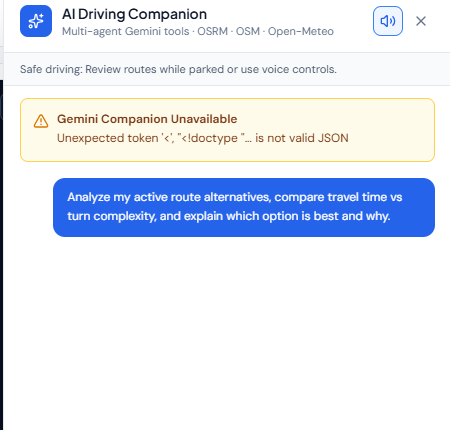 AI Driving Companion
Multi-agent Gemini tools · OSRM · OSM · Open-Meteo
Safe driving: Review routes while parked or use voice controls.
Gemini Companion Unavailable
Unexpected token '<', "<!doctype "... is not valid JSON
Analyze my active route alternatives, compare travel time vs
turn complexity, and explain which option is best and why.